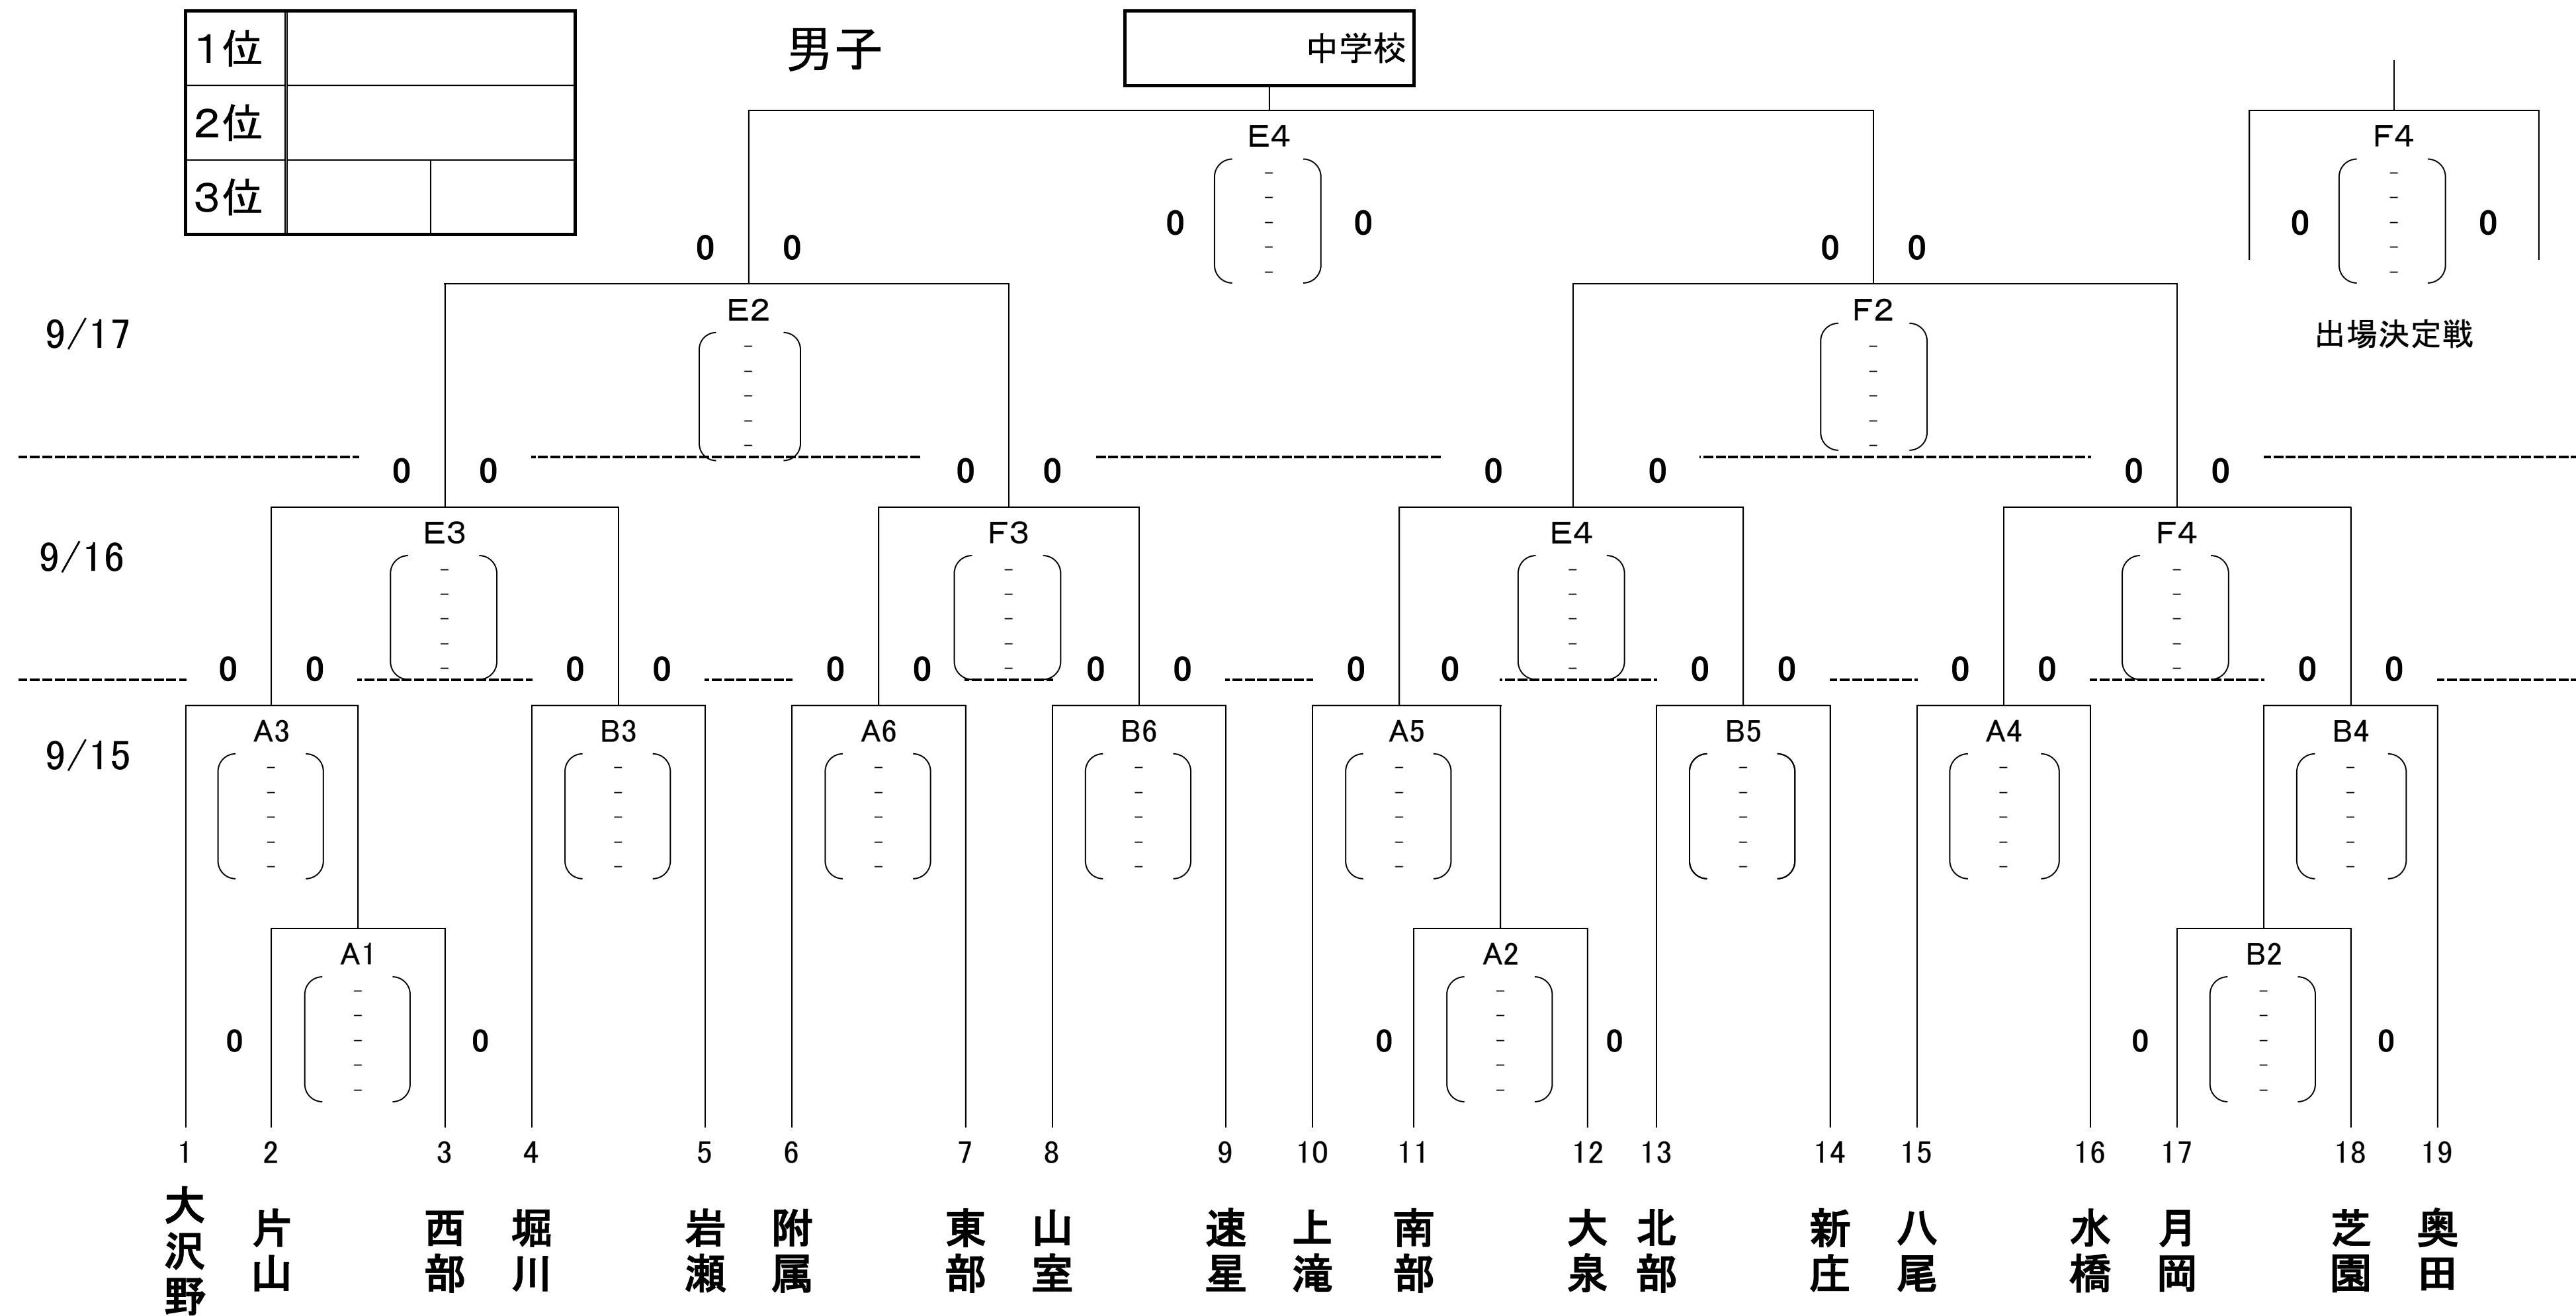 1位
2位
3位
男子
中学校
E4
F4
0 0
0 0
0 0
0 0
E2
F2
9/17
出場決定戦
0 0
0 0
0 0
0 0
E3
F3
E4
F4
9/16
0 0
0 0
0 0
0 0
0 0
0 0
0 0
0 0
A3
B3
A6
B6
A5
B5
A4
B4
9/15
A1
A2
B2
0 0
0 0
0 0
1 2 3 4 5 6 7 8 9 10 11 12 13 14 15 16 17 18 19
大沢野
片山
西部
堀川
岩瀬
附属
東部
山室
速星
上滝
南部
大泉
北部
新庄
八尾
水橋
月岡
芝園
奥田